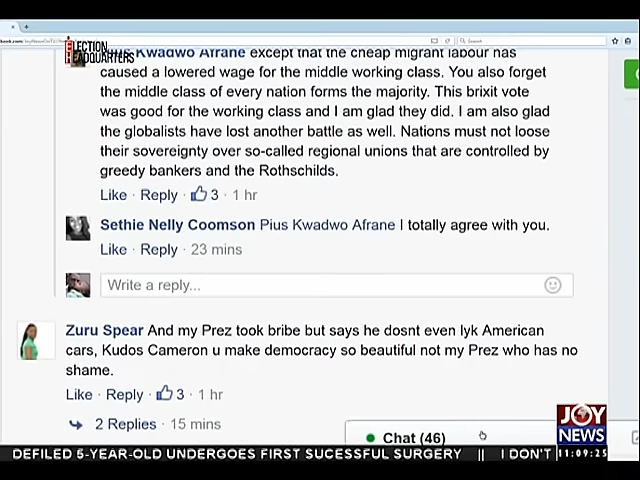 ELECTION
HEADQUARTERS
Pius Kwadwo Afrane except that the cheap migrant labour has
caused a lowered wage for the middle working class. You also forget
the middle class of every nation forms the majority. This brixit vote
was good for the working class and I am glad they did. I am also glad
the globalists have lost another battle as well. Nations must not loose
their sovereignty over so-called regional unions that are controlled by
greedy bankers and the Rothschilds.
Like · Reply · 3 · 1 hr
Sethie Nelly Coomson Pius Kwadwo Afrane I totally agree with you.
Like · Reply · 23 mins
Write a reply...
Zuru Spear And my Prez took bribe but says he dosnt even lyk American
cars, Kudos Cameron u make democracy so beautiful not my Prez who has no
shame.
Like · Reply · 3 · 1 hr
2 Replies · 15 mins
Chat (46)
JOY
NEWS
DEFILED 5-YEAR-OLD UNDERGOES FIRST SUCESSFUL SURGERY || I DON'T
11:09:25